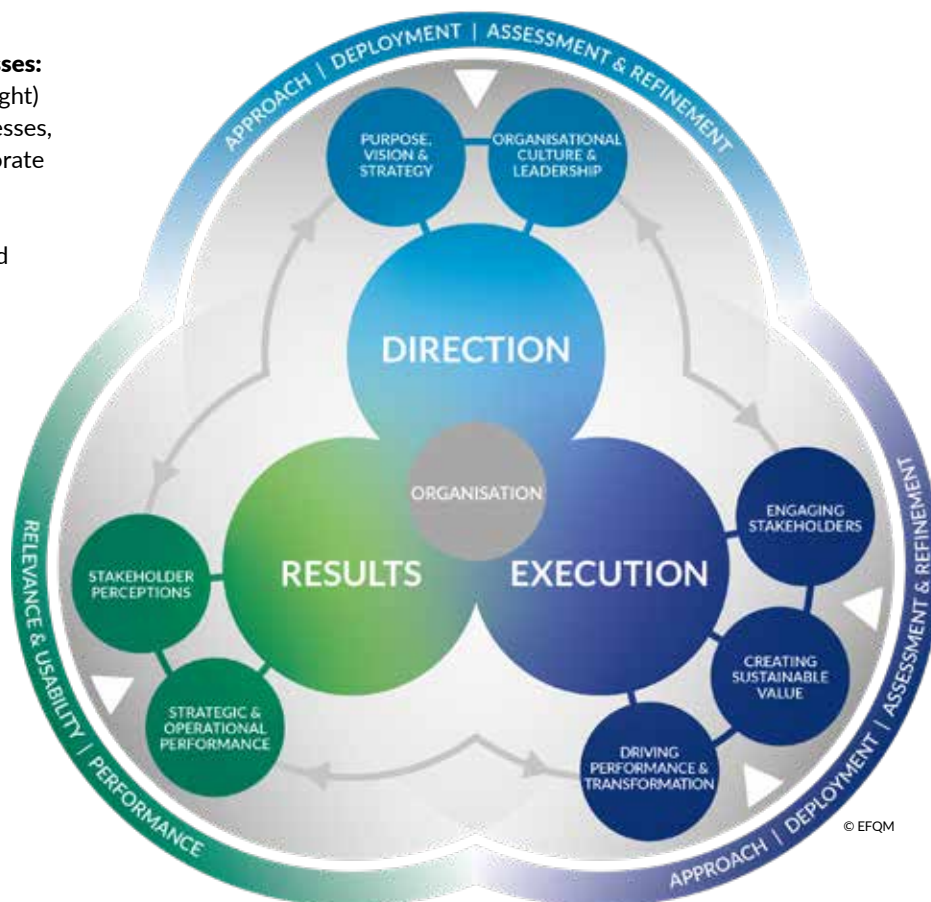 sses:
ght)
esses,
orate
d
APPROACH | DEPLOYMENT | ASSESSMENT & REFINEMENT
PURPOSE,
VISION &
STRATEGY
ORGANISATIONAL
CULTURE &
LEADERSHIP
DIRECTION
ORGANISATION
RESULTS
EXECUTION
ENGAGING
STAKEHOLDERS
CREATING
SUSTAINABLE
VALUE
DRIVING
PERFORMANCE &
TRANSFORMATION
STAKEHOLDER
PERCEPTIONS
STRATEGIC &
OPERATIONAL
PERFORMANCE
RELEVANCE & USABILITY | PERFORMANCE
APPROACH | DEPLOYMENT | ASSESSMENT & REFINEMENT
© EFQM